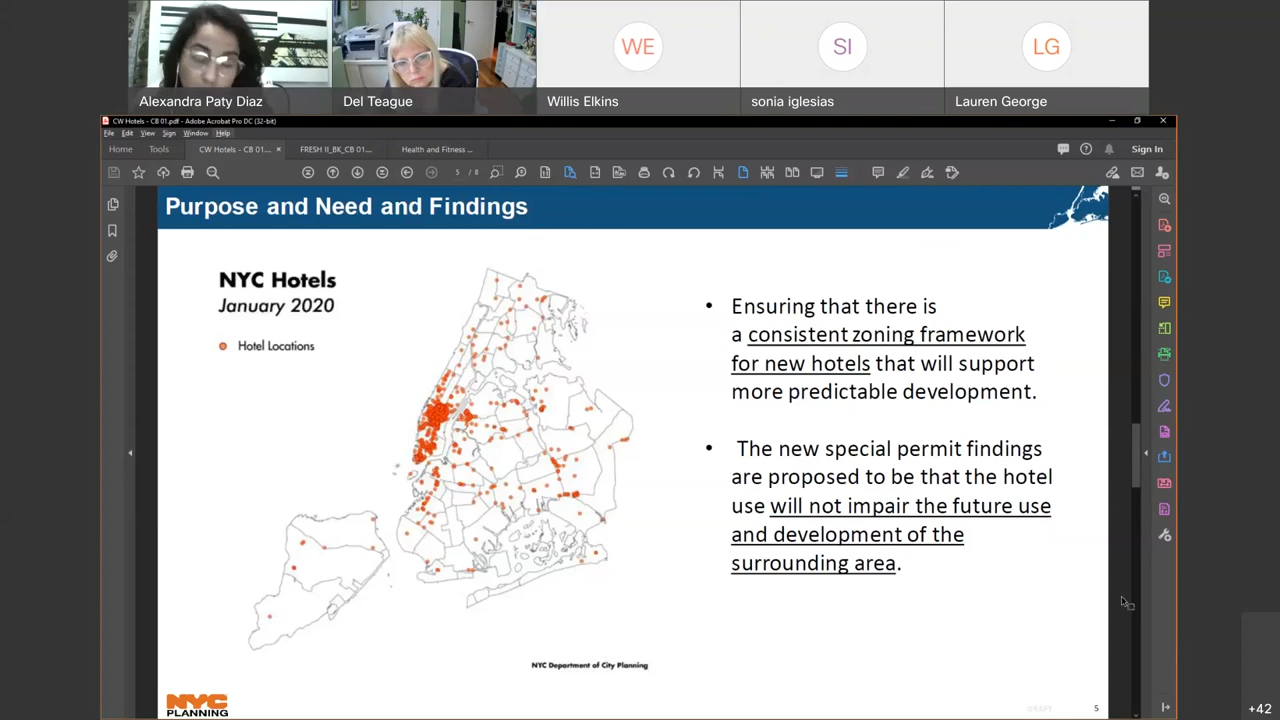 WE
SI
LG
Alexandra Paty Diaz
Del Teague
Willis Elkins
sonia iglesias
Lauren George
CW Hotels - CB 01.pdf - Adobe Acrobat Pro DC (32-bit)
File Edit View Sign Window Help
Home Tools CW Hotels - CB 01.... × FRESH II_BK_CB 01.... Health and Fitness ... Sign In
5 / 8
Purpose and Need and Findings
NYC Hotels
January 2020
Hotel Locations
• Ensuring that there is
a consistent zoning framework
for new hotels that will support
more predictable development.
• The new special permit findings
are proposed to be that the hotel
use will not impair the future use
and development of the
surrounding area.
NYC Department of City Planning
NYC
PLANNING
DRAFT
5
+42